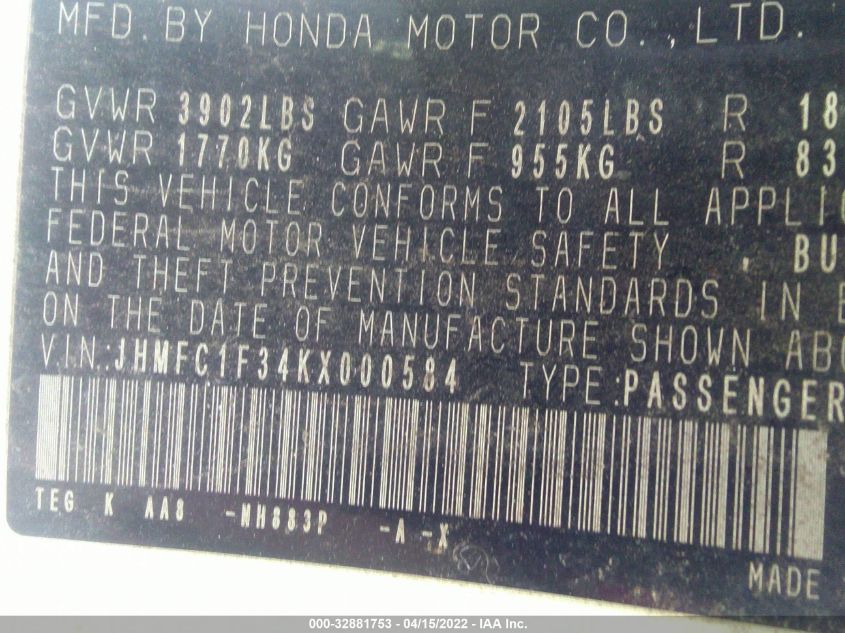 MFD. BY HONDA MOTOR CO., LTD.
GVWR 3902LBS GAWR F 2105LBS R 18
GVWR 1770KG GAWR F 955KG R 83
THIS VEHICLE CONFORMS TO ALL APPLI
FEDERAL MOTOR VEHICLE SAFETY , BU
AND THEFT PREVENTION STANDARDS IN E
ON THE DATE OF MANUFACTURE SHOWN ABO
V.I.N.:JHMFC1F34KX000584 TYPE:PASSENGER
TEG K AA8 -NH883P -A -X
MADE
000-32881753 - 04/15/2022 - IAA Inc.